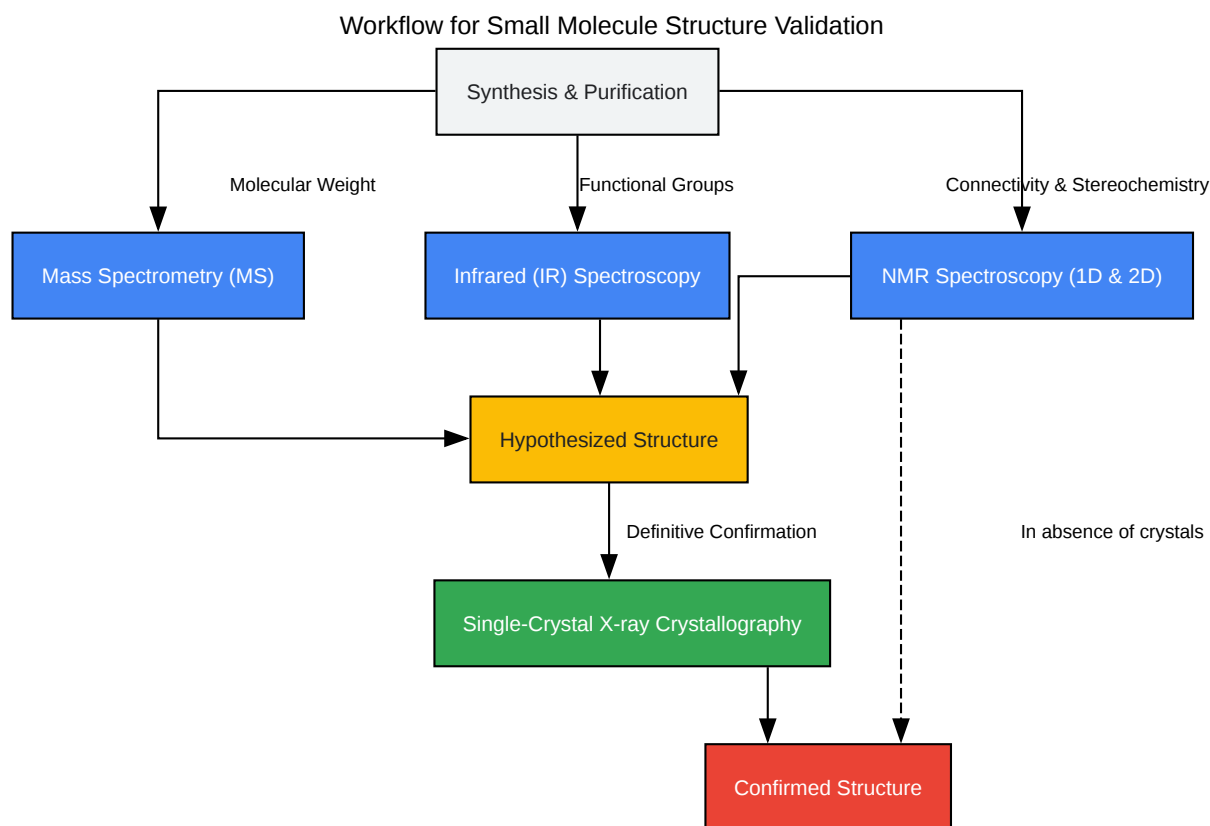 Workflow for Small Molecule Structure Validation
Synthesis & Purification
Molecular Weight
Functional Groups
Connectivity & Stereochemistry
Mass Spectrometry (MS)
Infrared (IR) Spectroscopy
NMR Spectroscopy (1D & 2D)
Hypothesized Structure
Definitive Confirmation
In absence of crystals
Single-Crystal X-ray Crystallography
Confirmed Structure